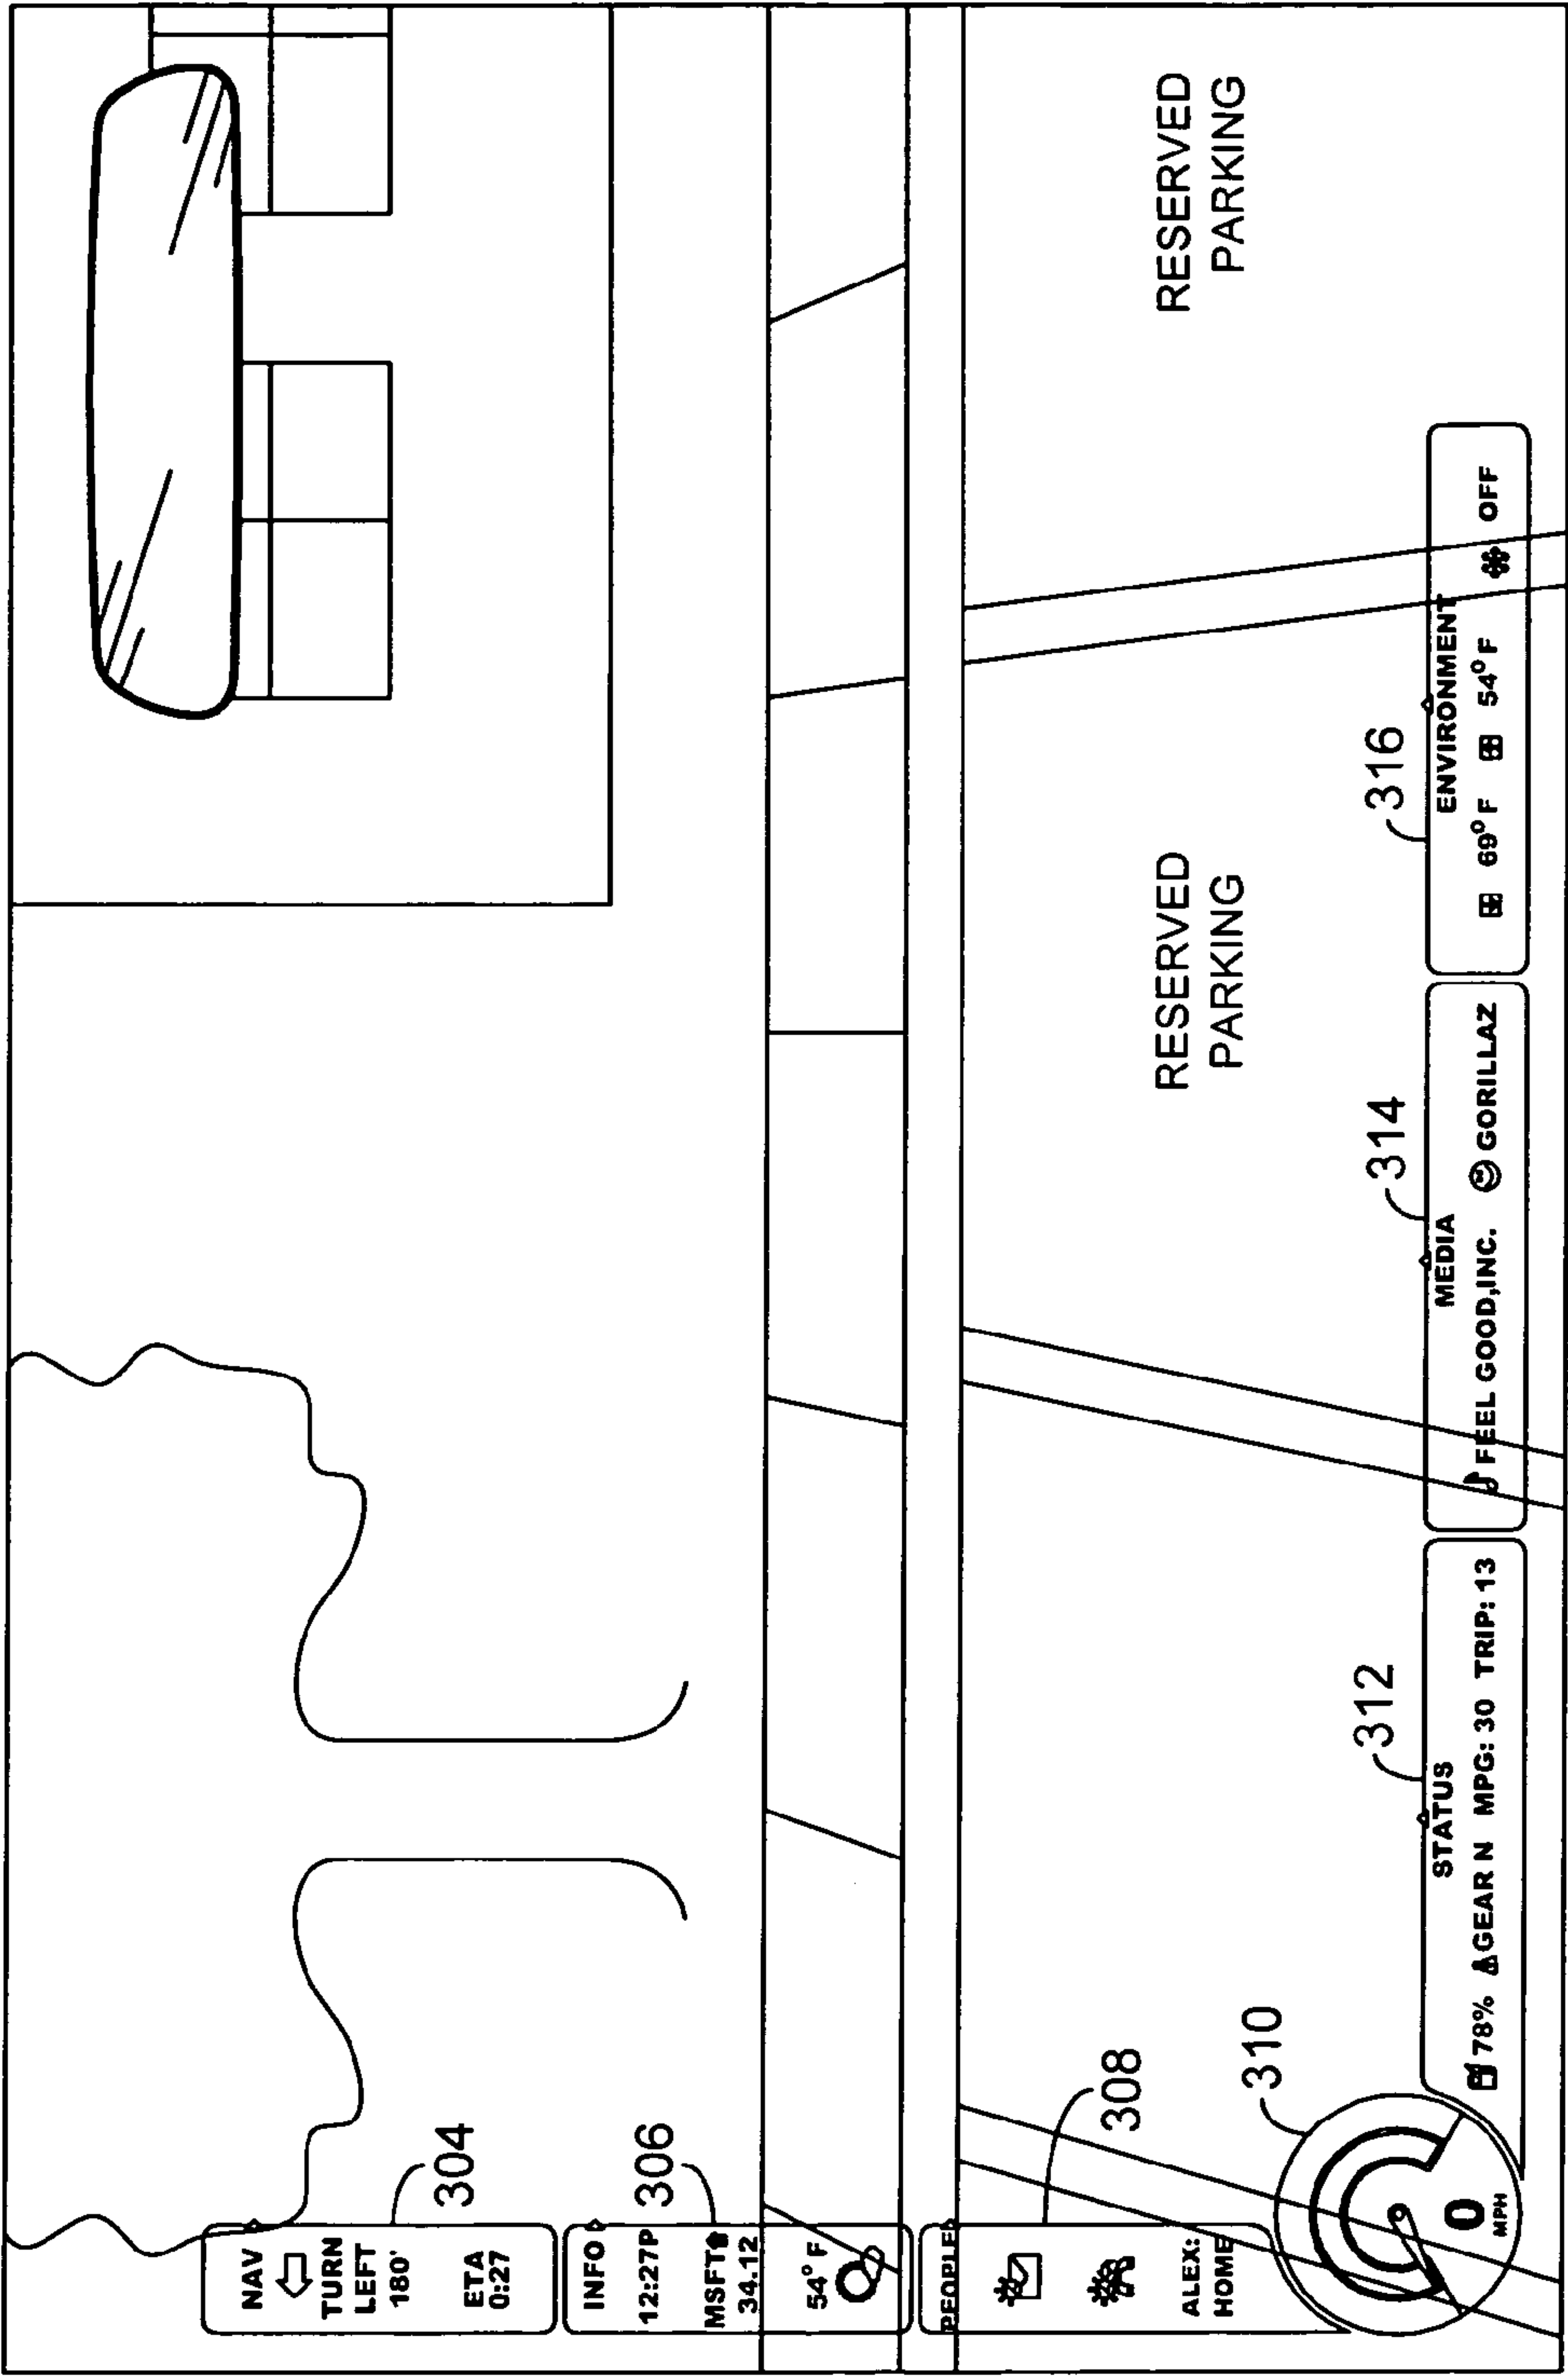 NAV
TURN
LEFT
180'
ETA
0:27
304
INFO
12:27P
MSFT
34.12
54° F
306
PEOPLE
ALEX:
HOME
308
310
0
MPH
312
STATUS
78% GEAR N MPG: 30 TRIP: 13
314
MEDIA
FEEL GOOD,INC. GORILLAZ
316
ENVIRONMENT
69° F 54° F OFF
RESERVED
PARKING
RESERVED
PARKING